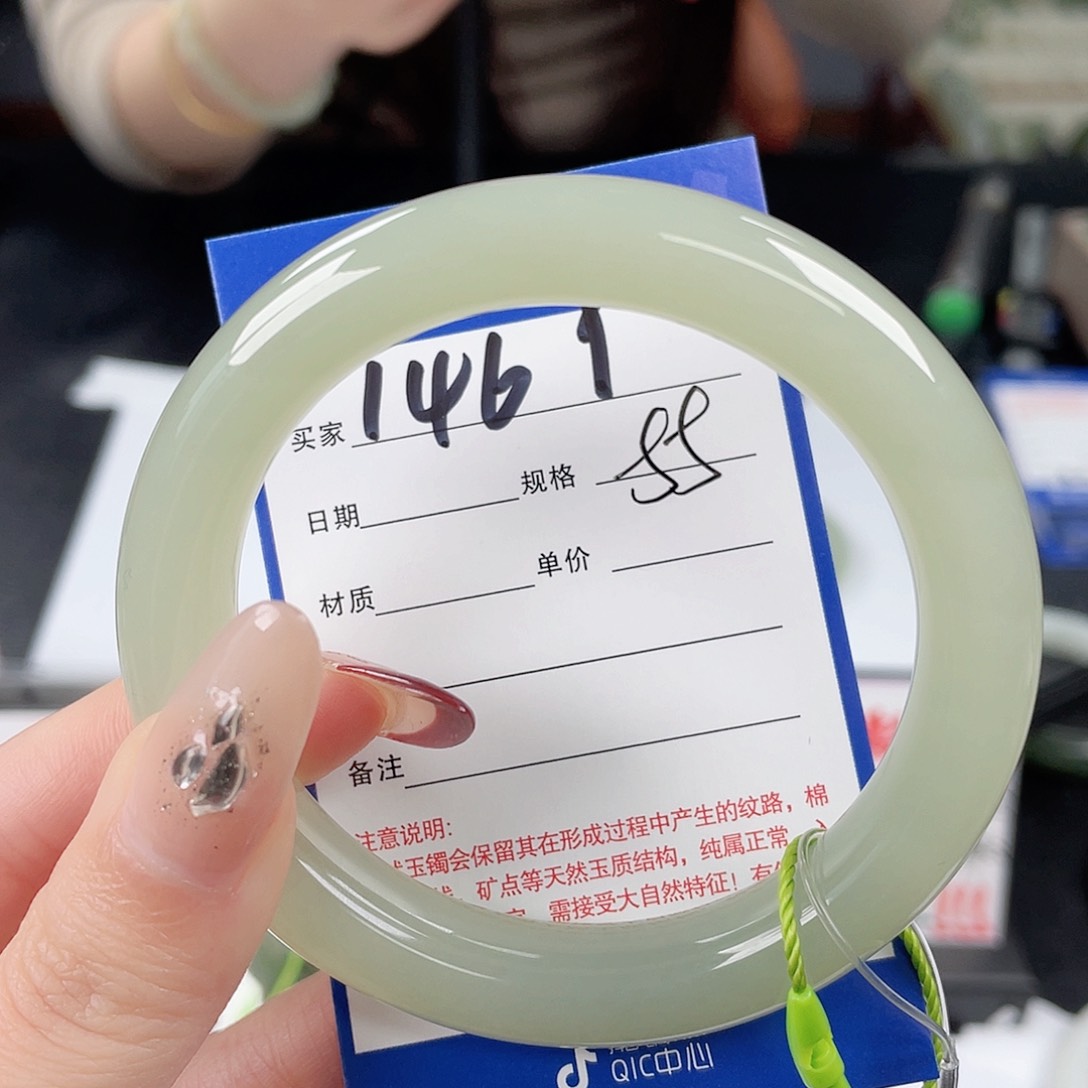 买家 1461
规格 55
日期
单价
材质
备注
注意说明:
玉镯会保留其在形成过程中产生的纹路,棉
矿点等天然玉质结构,纯属正常
需接受大自然特征!
QIC中心